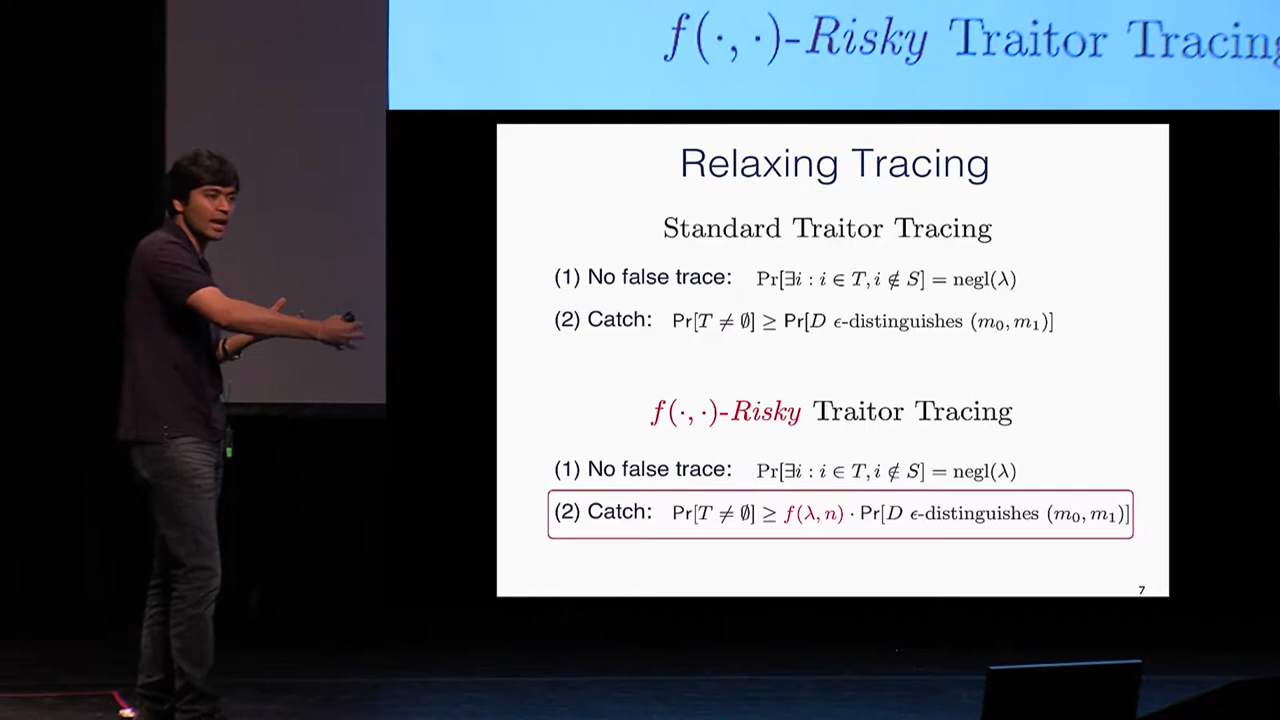 f(·, ·)-Risky Traitor Tracing
Relaxing Tracing
Standard Traitor Tracing
(1) No false trace: Pr[∃i : i ∈ T, i ∉ S] = negl(λ)
(2) Catch: Pr[T ≠ ∅] ≥ Pr[D ϵ-distinguishes (m₀, m₁)]
f(·, ·)-Risky Traitor Tracing
(1) No false trace: Pr[∃i : i ∈ T, i ∉ S] = negl(λ)
(2) Catch: Pr[T ≠ ∅] ≥ f(λ, n) · Pr[D ϵ-distinguishes (m₀, m₁)]
7